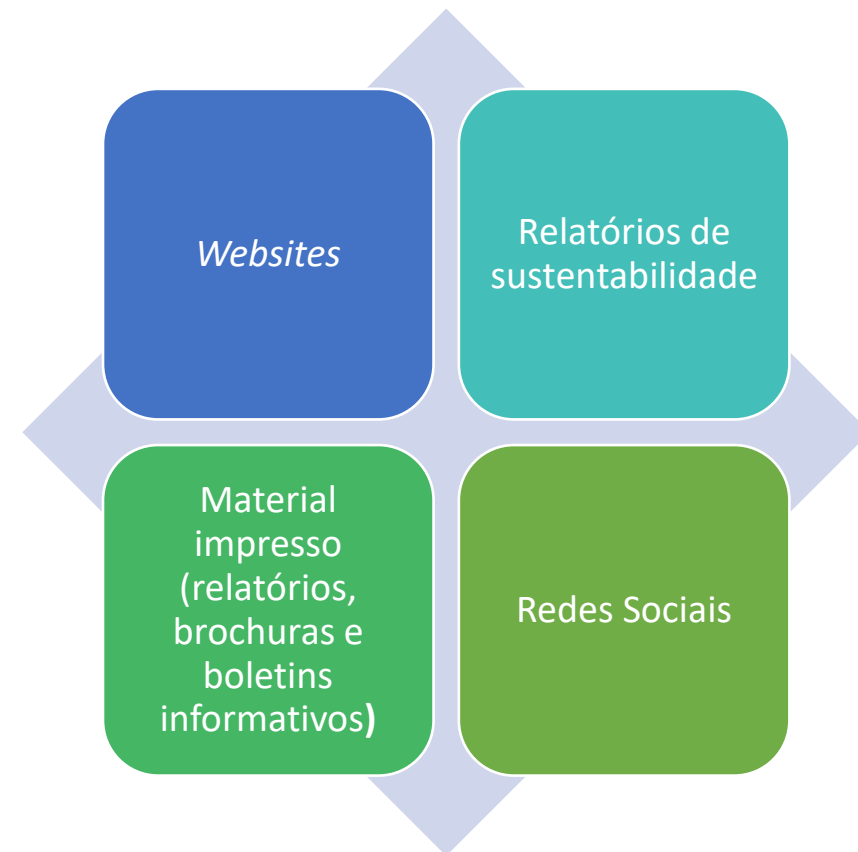 Websites
Relatórios de
sustentabilidade
Material
impresso
(relatórios,
brochuras e
boletins
informativos)
Redes Sociais